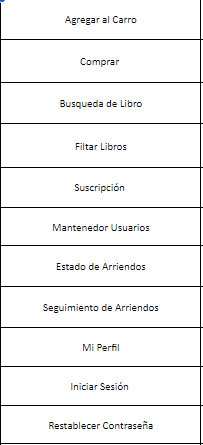 Agregar al Carro
Comprar
Busqueda de Libro
Filtar Libros
Suscripción
Mantenedor Usuarios
Estado de Arriendos
Seguimiento de Arriendos
Mi Perfil
Iniciar Sesión
Restablecer Contraseña